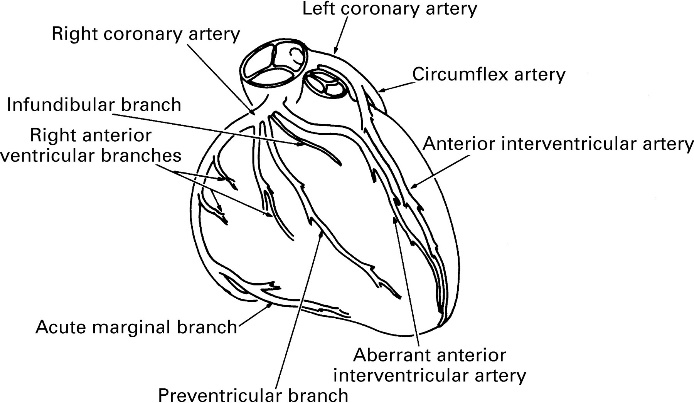 Left coronary artery
Right coronary artery
Circumflex artery
Infundibular branch
Right anterior
ventricular branches
Anterior interventricular artery
Acute marginal branch
Aberrant anterior
interventricular artery
Preventricular branch